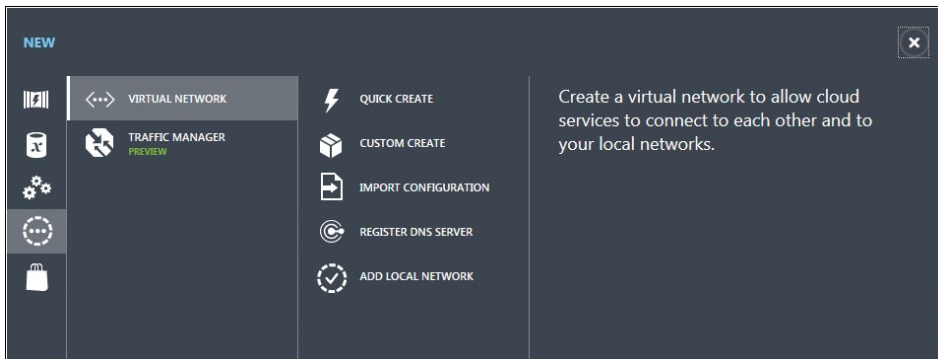 NEW
VIRTUAL NETWORK
TRAFFIC MANAGER
PREVIEW
QUICK CREATE
CUSTOM CREATE
IMPORT CONFIGURATION
REGISTER DNS SERVER
ADD LOCAL NETWORK
Create a virtual network to allow cloud
services to connect to each other and to
your local networks.